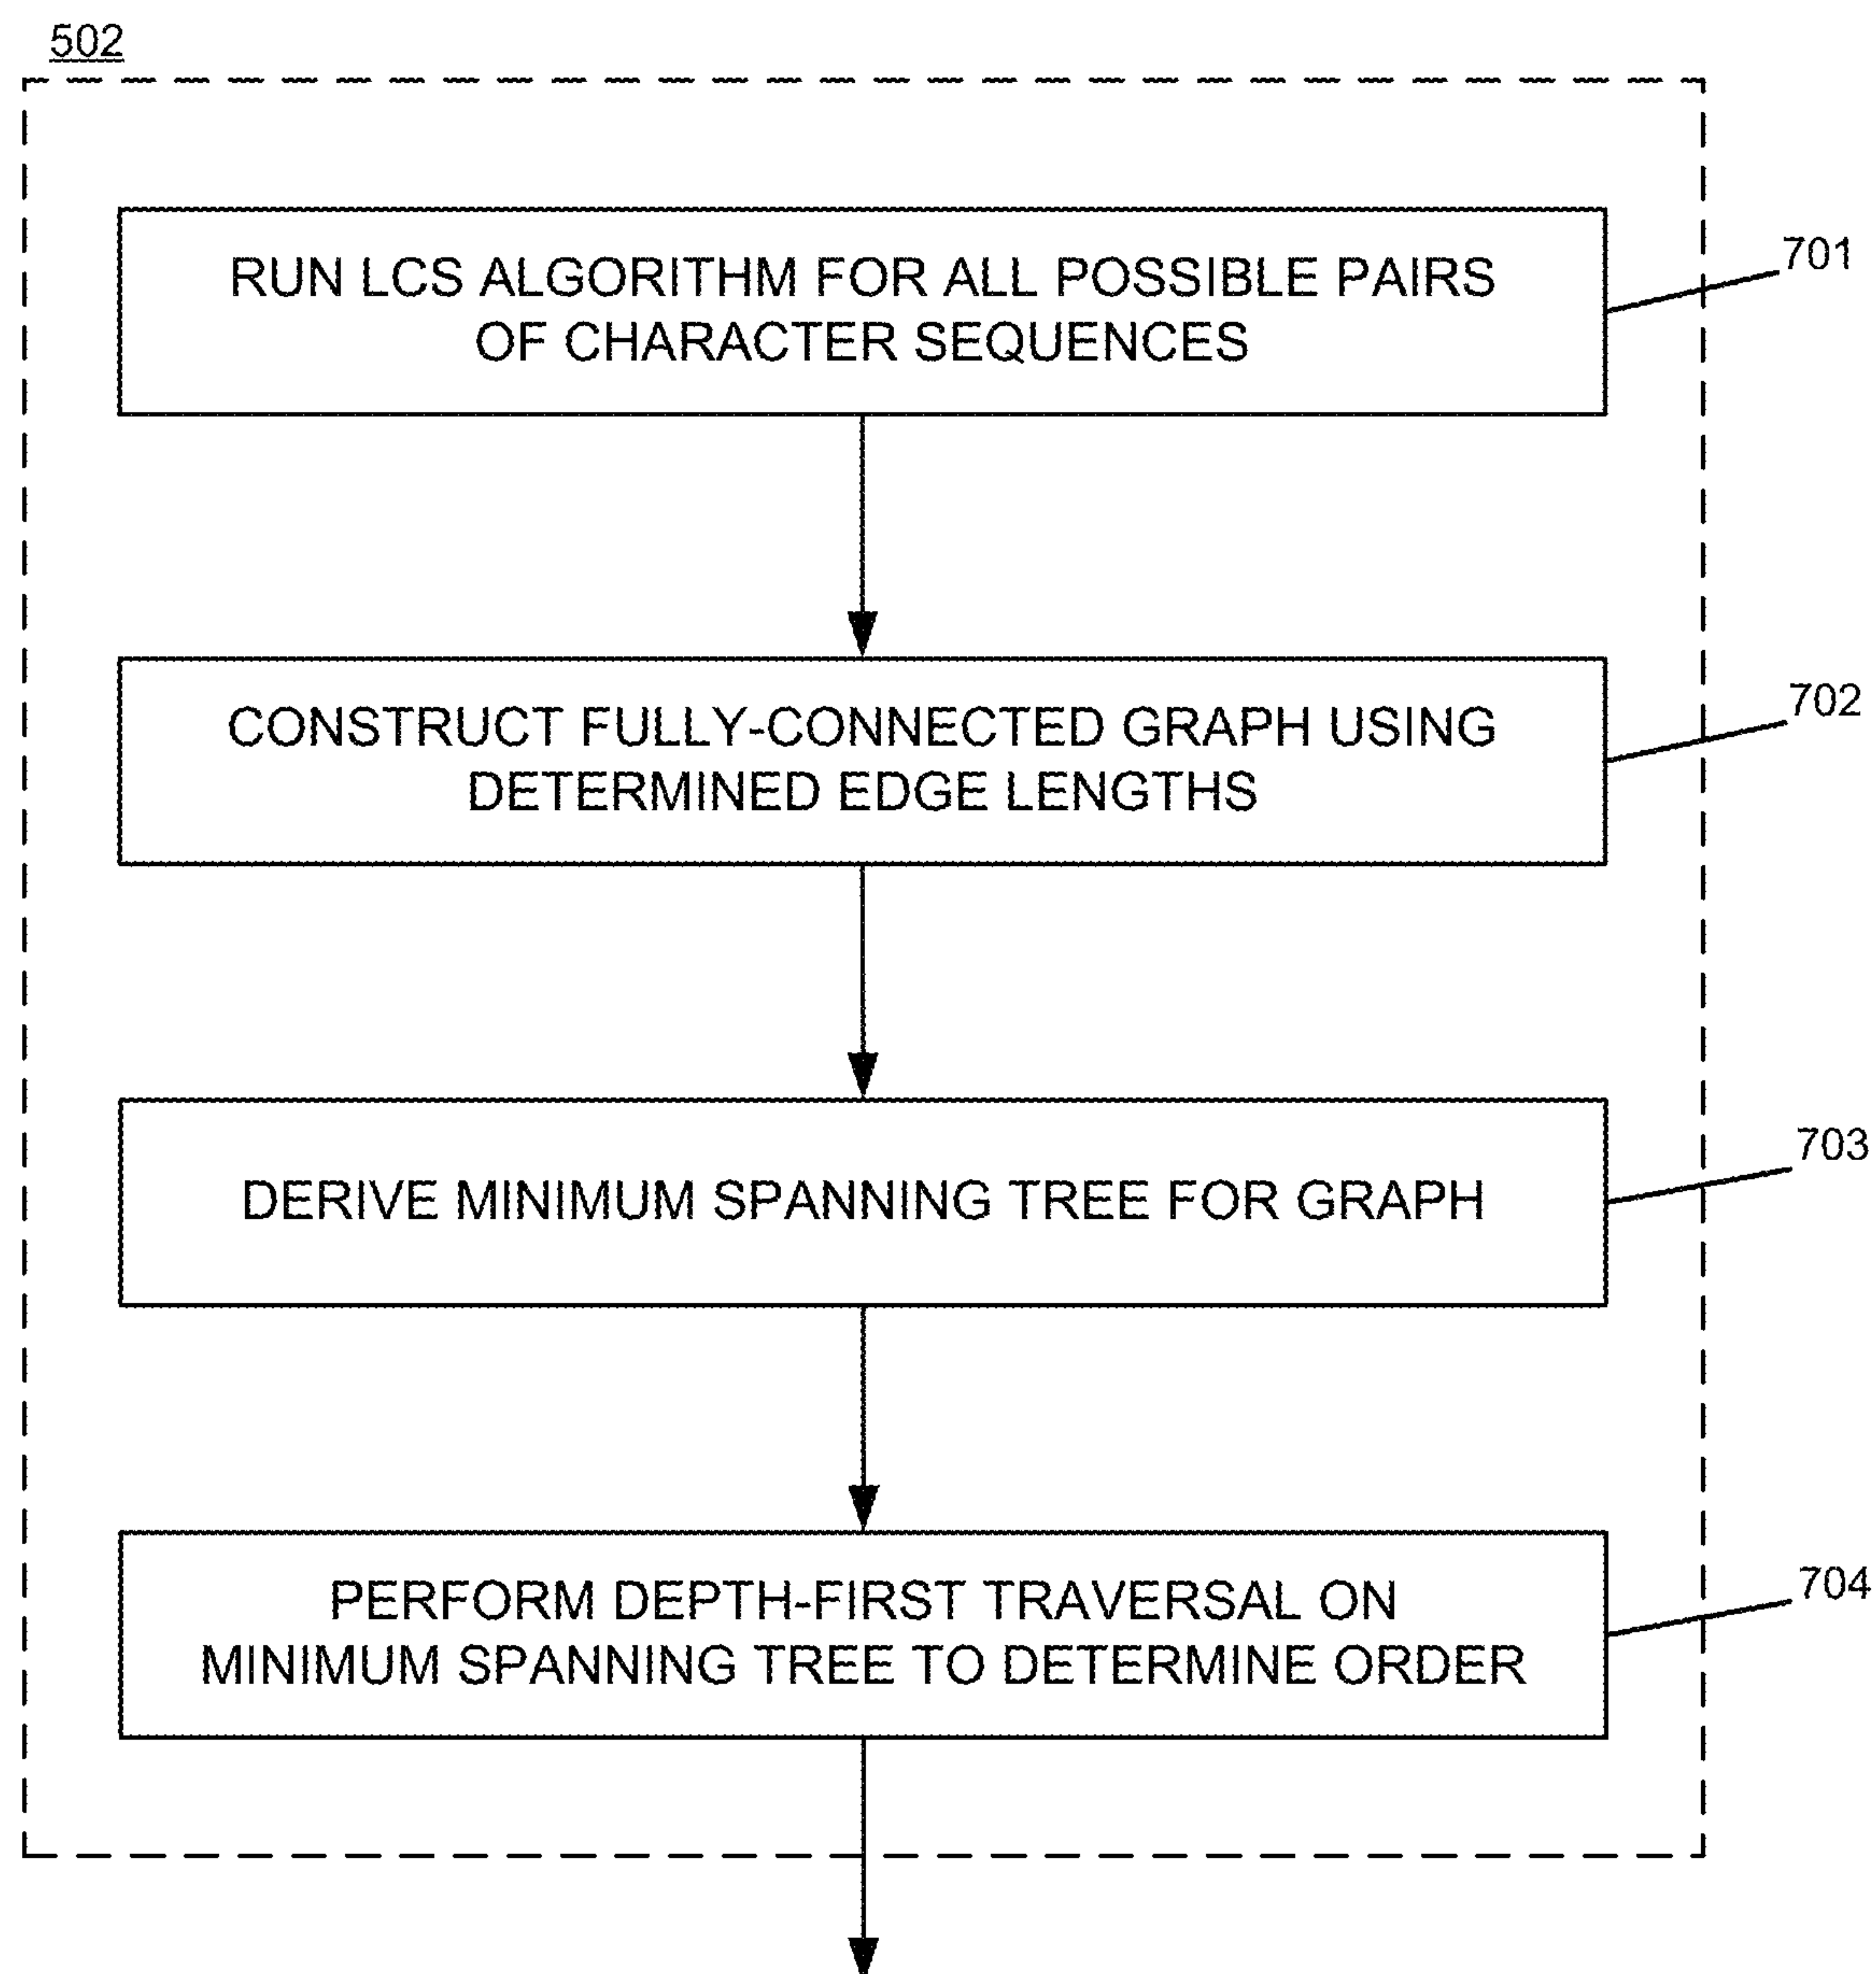 502
RUN LCS ALGORITHM FOR ALL POSSIBLE PAIRS
OF CHARACTER SEQUENCES
701
CONSTRUCT FULLY-CONNECTED GRAPH USING
DETERMINED EDGE LENGTHS
702
DERIVE MINIMUM SPANNING TREE FOR GRAPH
703
PERFORM DEPTH-FIRST TRAVERSAL ON
MINIMUM SPANNING TREE TO DETERMINE ORDER
704